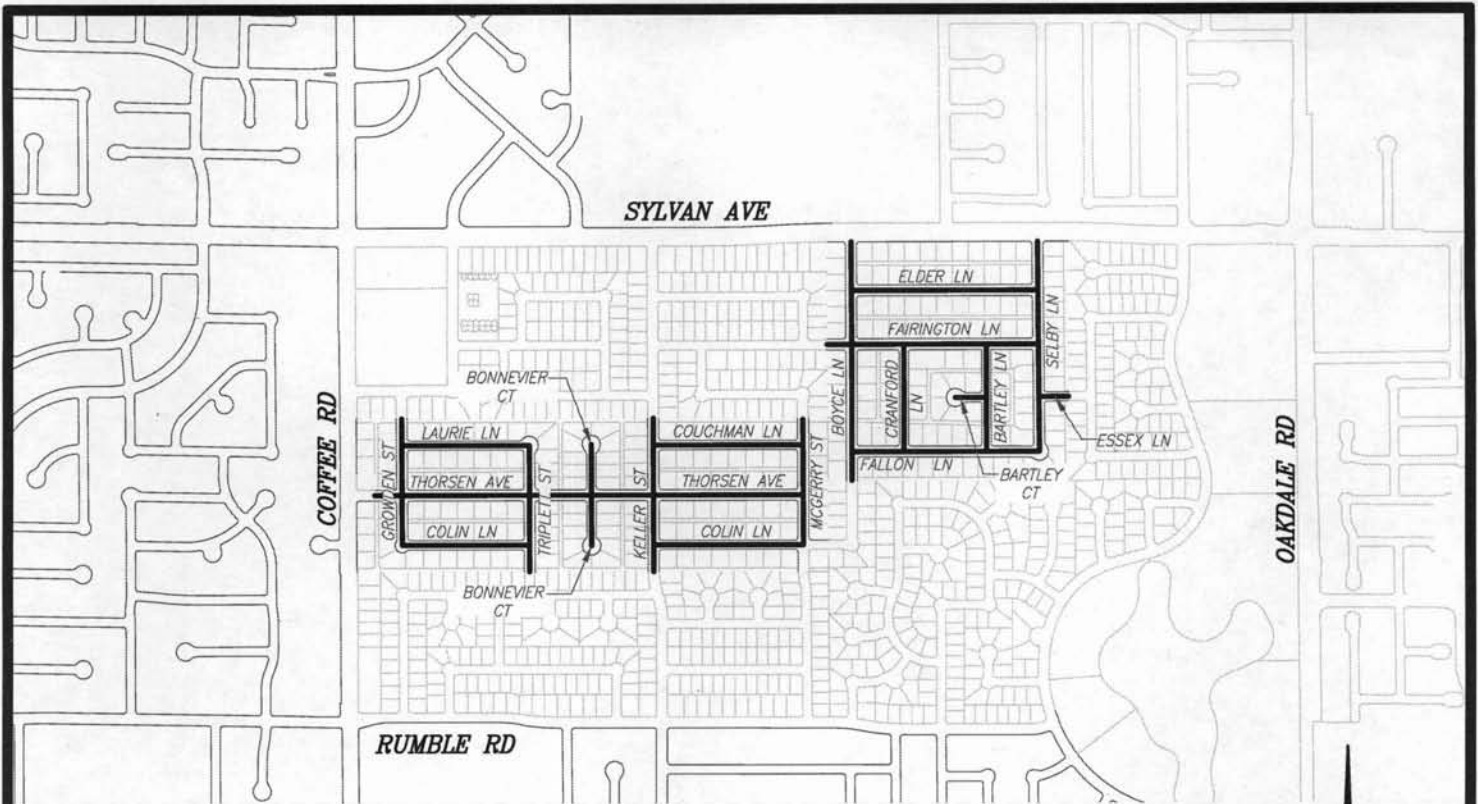 SYLVAN AVE
ELDER LN
FAIRINGTON LN
SELBY LN
BOYCE LN
CRANFORD
LN
BARTLEY LN
BONNEVIER
CT
COFFEE RD
GROWDEN ST
LAURIE LN
THORSEN AVE
COLIN LN
TRIPLETT ST
KELLER ST
COUCHMAN LN
THORSEN AVE
COLIN LN
MCGERRY ST
FALLON LN
BARTLEY
CT
ESSEX LN
OAKDALE RD
BONNEVIER
CT
RUMBLE RD